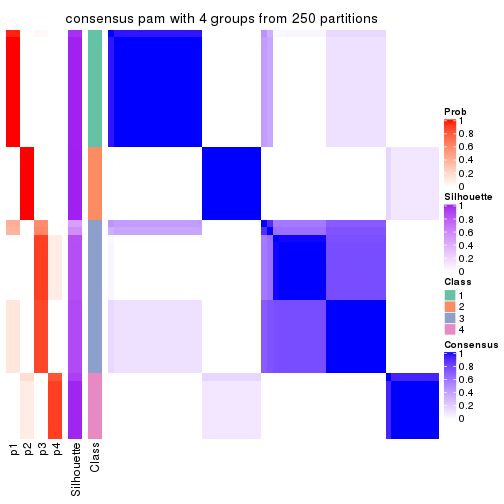 consensus pam with 4 groups from 250 partitions
Prob
1
0.8
0.6
0.4
0.2
0
Silhouette
1
0.8
0.6
0.4
0.2
0
Class
1
2
3
4
Consensus
1
0.8
0.6
0.4
0.2
0
p1
p2
p3
p4
Silhouette
Class